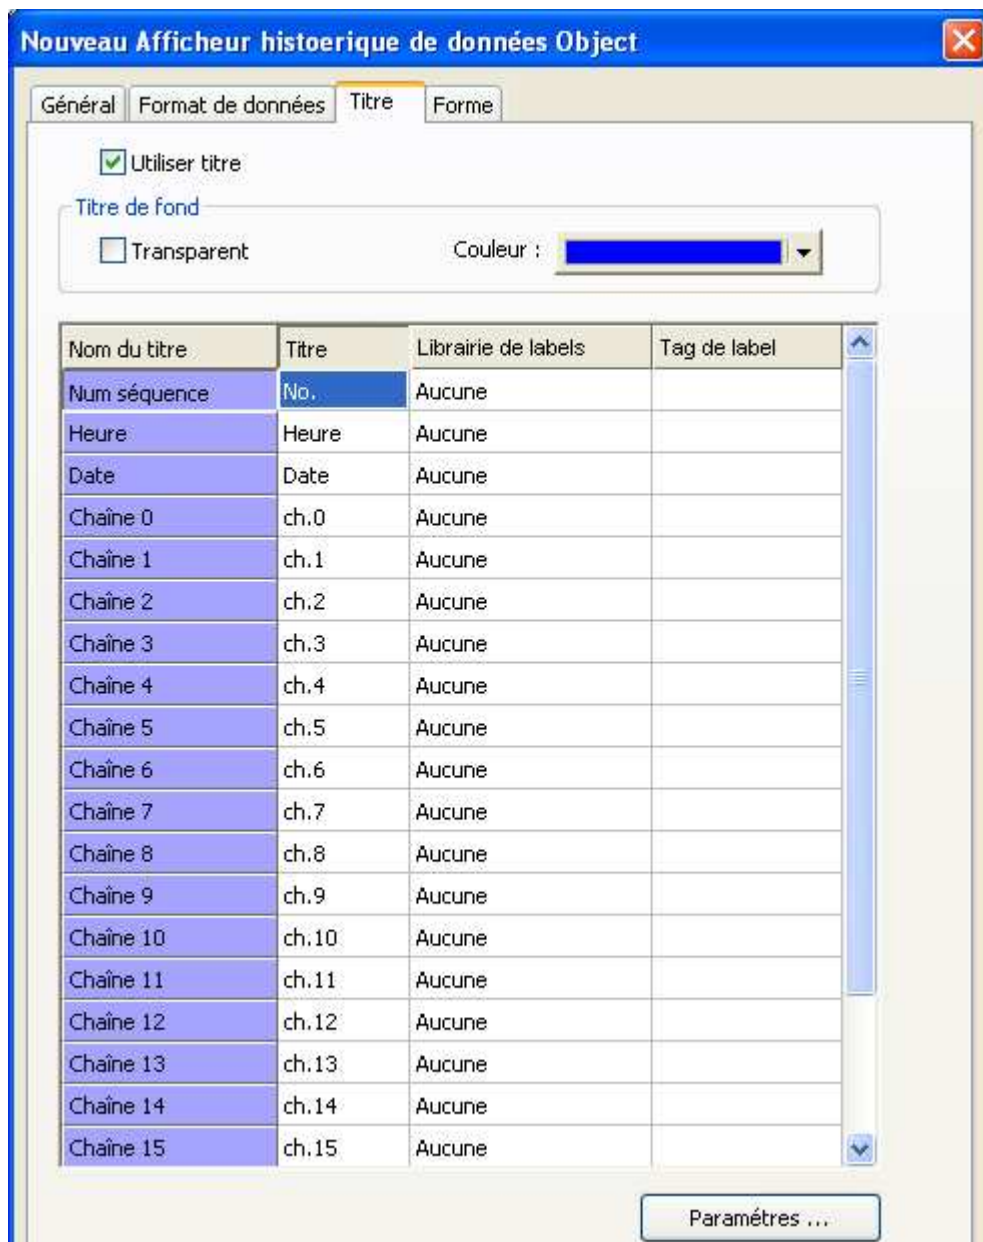 Nouveau Afficheur histoerique de données Object
Général Format de données Titre Forme
Utiliser titre
Titre de fond
Transparent Couleur :
Nom du titre Titre Librairie de labels Tag de label
Num séquence No. Aucune
Heure Heure Aucune
Date Date Aucune
Chaîne 0 ch.0 Aucune
Chaîne 1 ch.1 Aucune
Chaîne 2 ch.2 Aucune
Chaîne 3 ch.3 Aucune
Chaîne 4 ch.4 Aucune
Chaîne 5 ch.5 Aucune
Chaîne 6 ch.6 Aucune
Chaîne 7 ch.7 Aucune
Chaîne 8 ch.8 Aucune
Chaîne 9 ch.9 Aucune
Chaîne 10 ch.10 Aucune
Chaîne 11 ch.11 Aucune
Chaîne 12 ch.12 Aucune
Chaîne 13 ch.13 Aucune
Chaîne 14 ch.14 Aucune
Chaîne 15 ch.15 Aucune
Paramétres ...